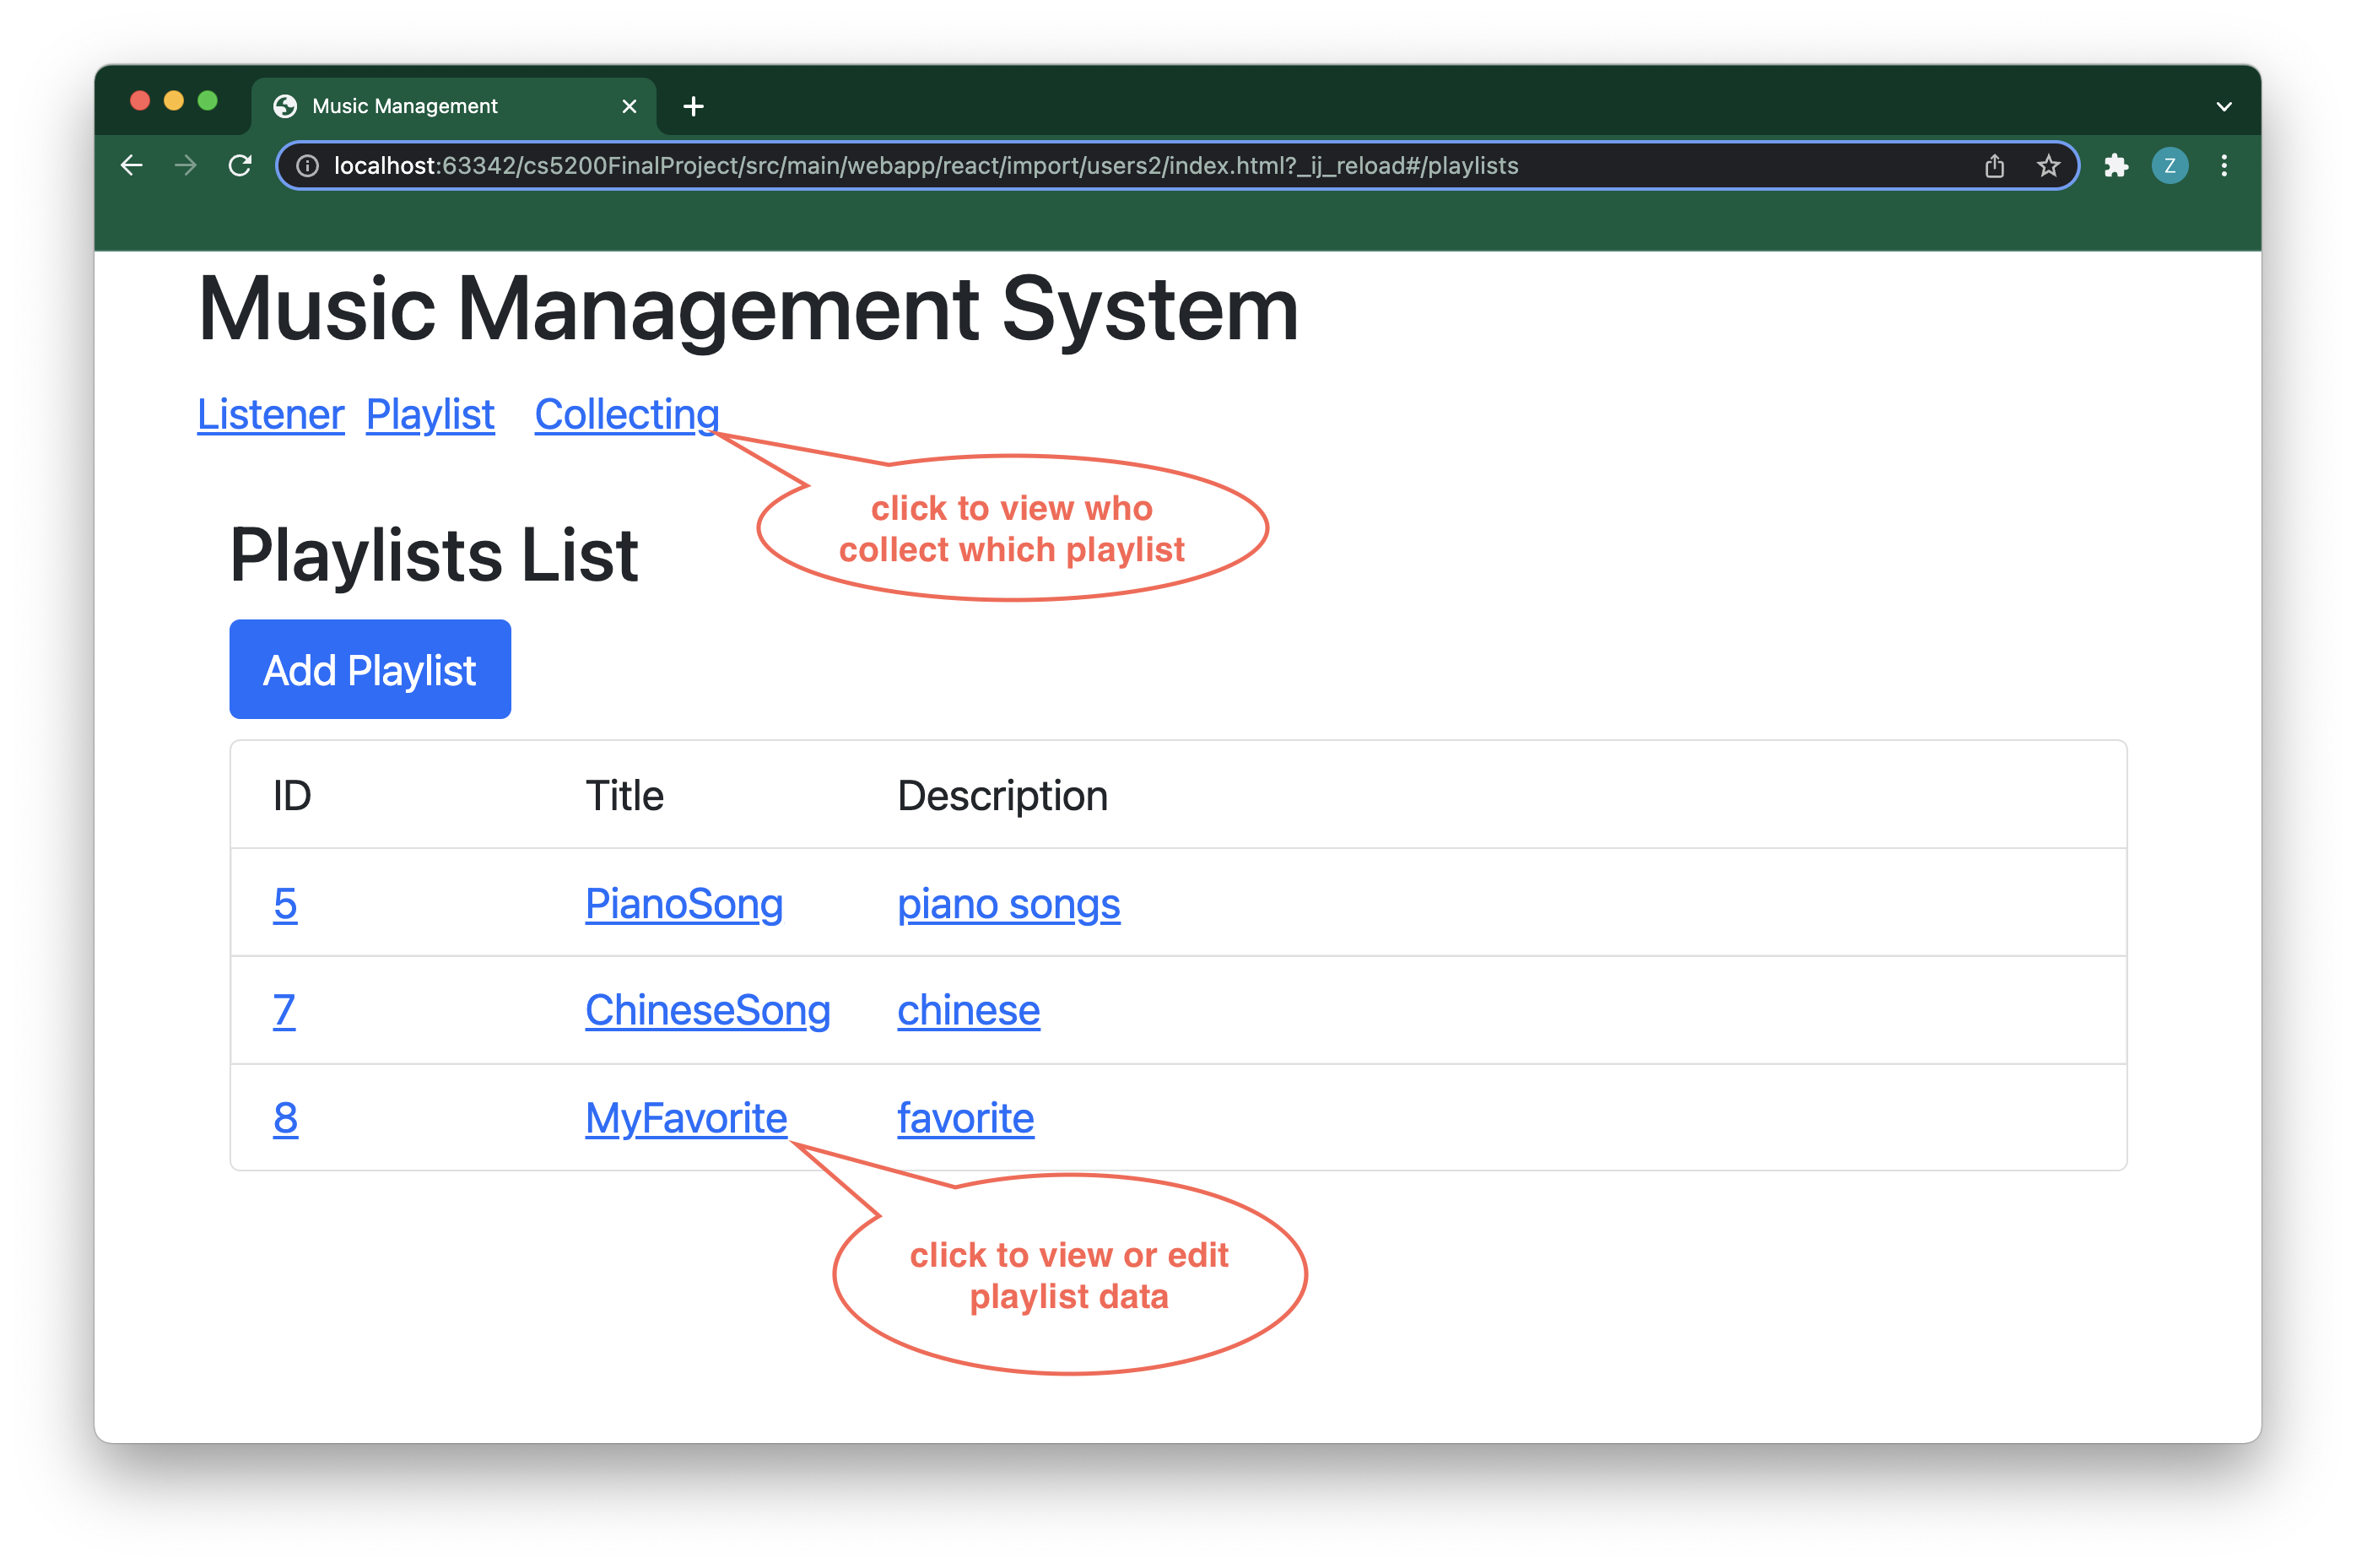 Music Management
localhost:63342/cs5200FinalProject/src/main/webapp/react/import/users2/index.html?_ij_reload#/playlists
Z
Music Management System
Listener Playlist Collecting
click to view who
collect which playlist
Playlists List
Add Playlist
ID Title Description
5 PianoSong piano songs
7 ChineseSong chinese
8 MyFavorite favorite
click to view or edit
playlist data